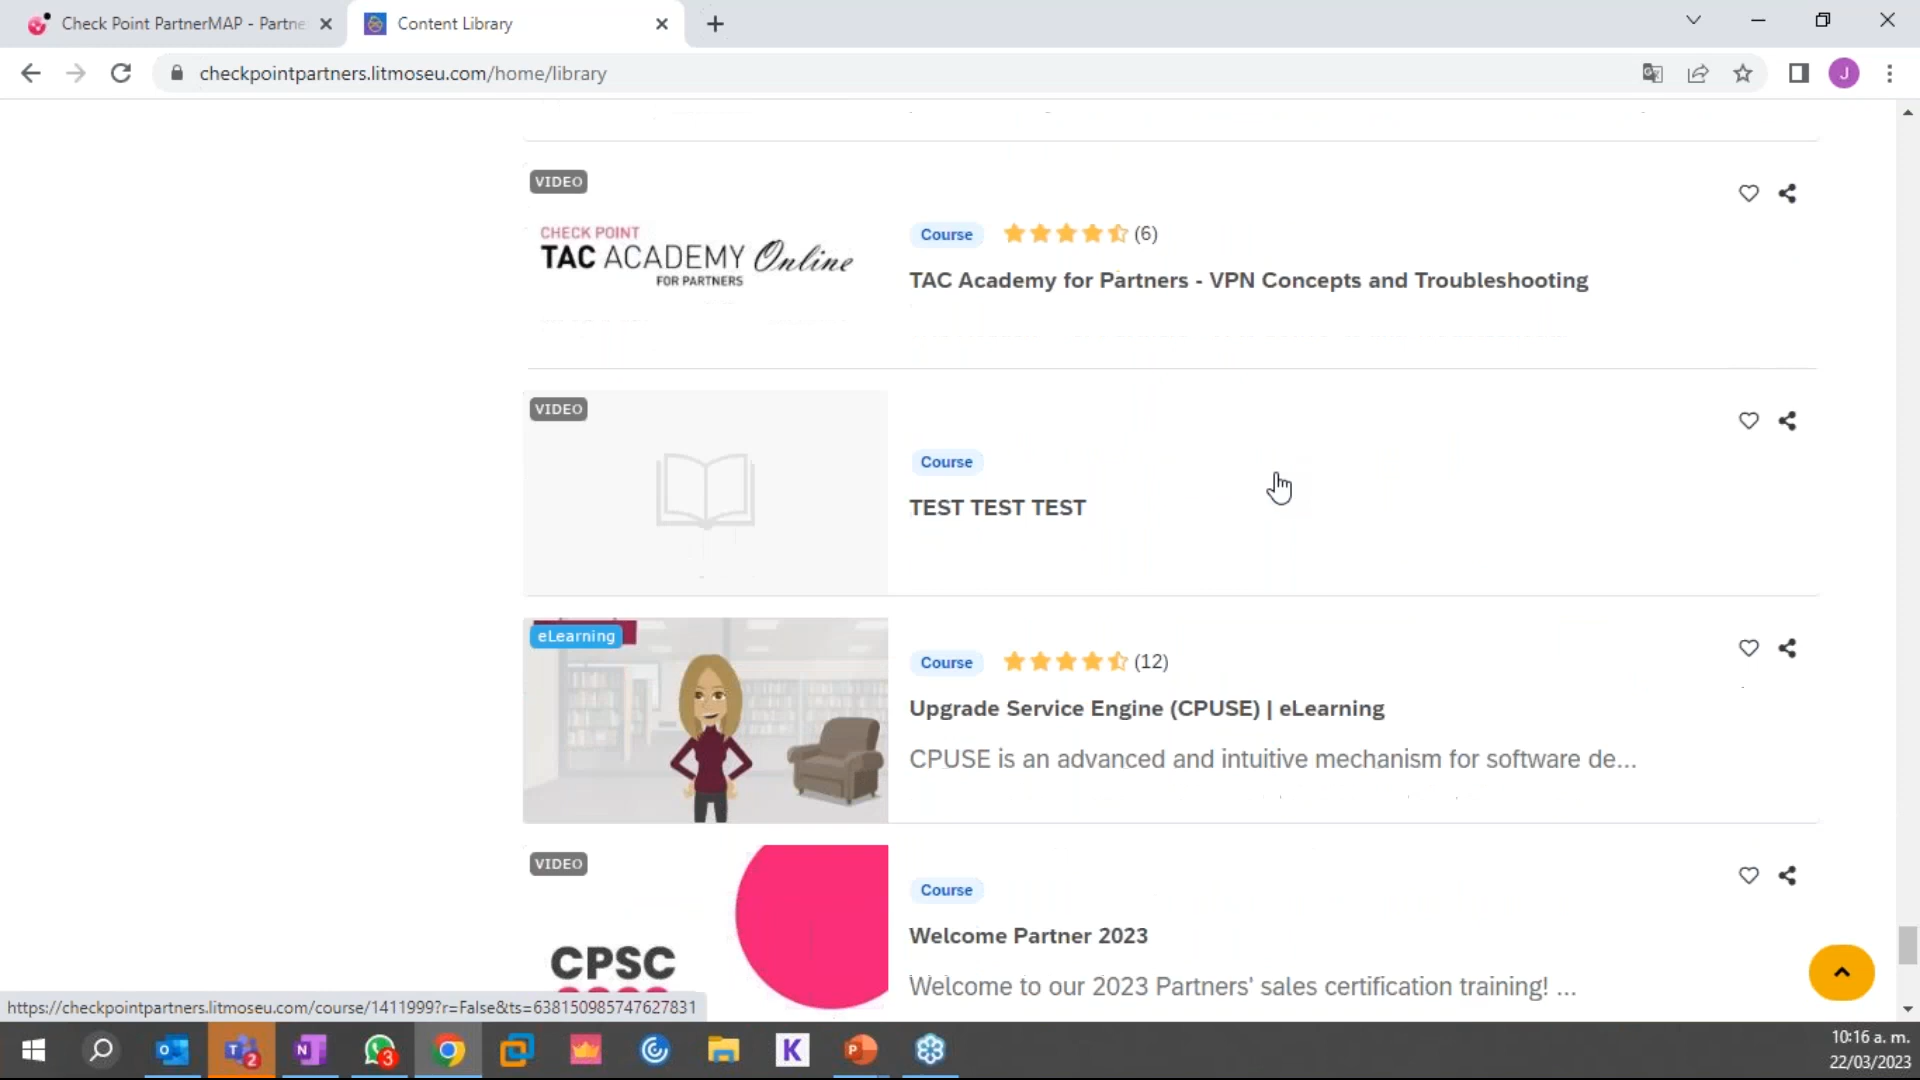 Check Point PartnerMAP - Partne
Content Library
checkpointpartners.litmoseu.com/home/library
J
VIDEO
CHECK POINT
TAC ACADEMY Online
FOR PARTNERS
Course (6)
TAC Academy for Partners - VPN Concepts and Troubleshooting
VIDEO
Course
TEST TEST TEST
eLearning
Course (12)
Upgrade Service Engine (CPUSE) | eLearning
CPUSE is an advanced and intuitive mechanism for software de...
VIDEO
CPSC
Course
Welcome Partner 2023
Welcome to our 2023 Partners' sales certification training! ...
https://checkpointpartners.litmoseu.com/course/1411999?r=False&ts=638150985747627831
2
3
K
10:16 a. m.
22/03/2023